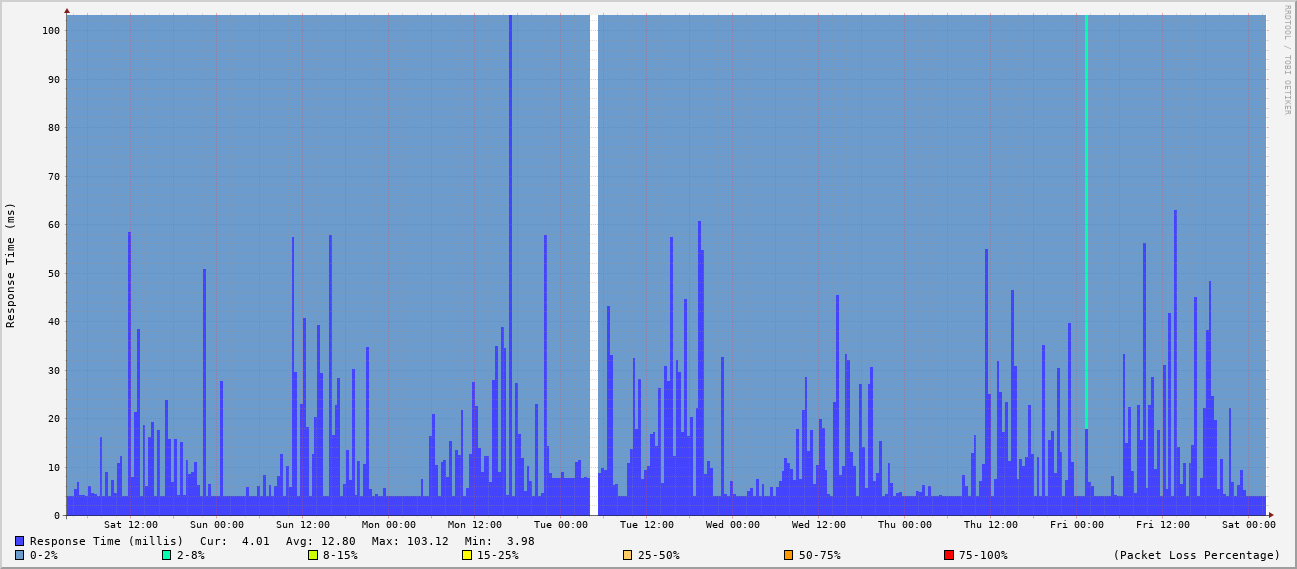 RRDTOOL / TOBI OETIKER
Response Time (ms)
100
90
80
70
60
50
40
30
20
10
0
Sat 12:00 Sun 00:00 Sun 12:00 Mon 00:00 Mon 12:00 Tue 00:00 Tue 12:00 Wed 00:00 Wed 12:00 Thu 00:00 Thu 12:00 Fri 00:00 Fri 12:00 Sat 00:00
Response Time (millis) Cur: 4.01 Avg: 12.80 Max: 103.12 Min: 3.98
0-2% 2-8% 8-15% 15-25% 25-50% 50-75% 75-100% (Packet Loss Percentage)